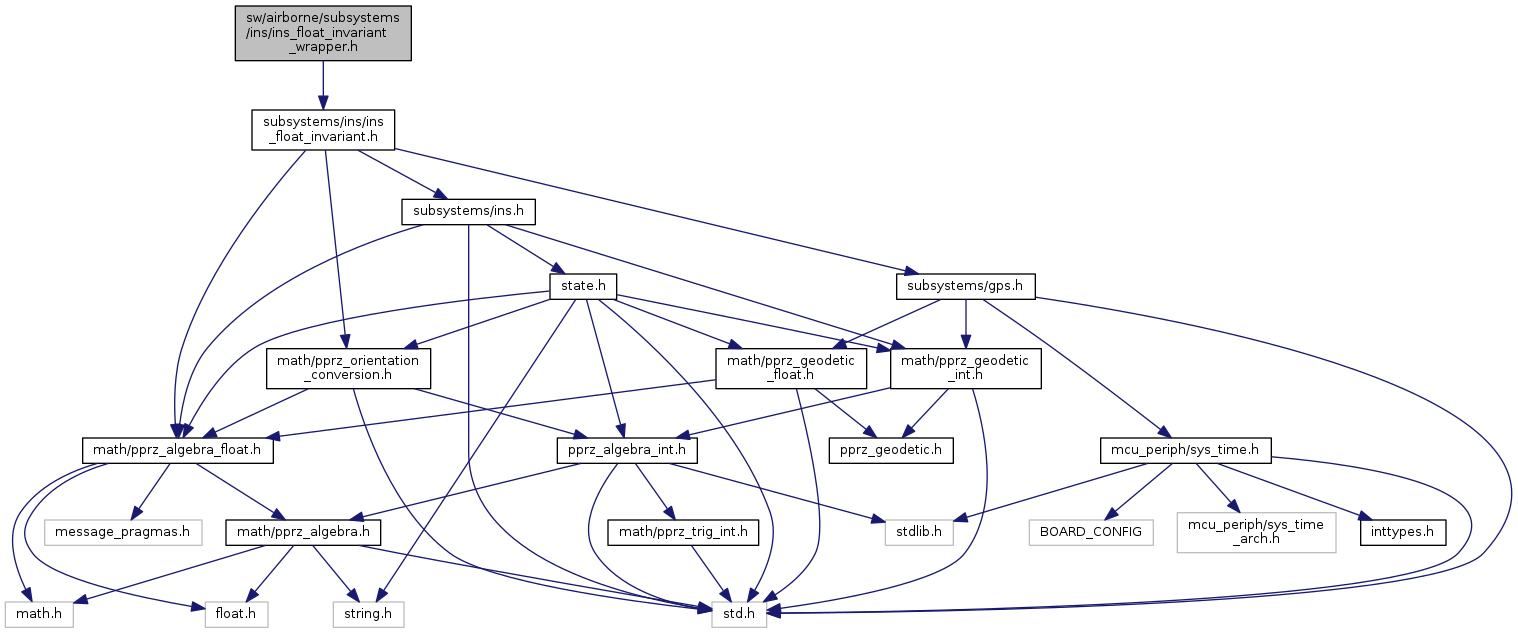 sw/airborne/subsystems
/ins/ins_float_invariant
_wrapper.h
subsystems/ins/ins
_float_invariant.h
subsystems/ins.h
state.h
subsystems/gps.h
math/pprz_orientation
_conversion.h
math/pprz_geodetic
_float.h
math/pprz_geodetic
_int.h
math/pprz_algebra_float.h
pprz_algebra_int.h
pprz_geodetic.h
mcu_periph/sys_time.h
message_pragmas.h
math/pprz_algebra.h
math/pprz_trig_int.h
stdlib.h
BOARD_CONFIG
mcu_periph/sys_time
_arch.h
inttypes.h
math.h
float.h
string.h
std.h